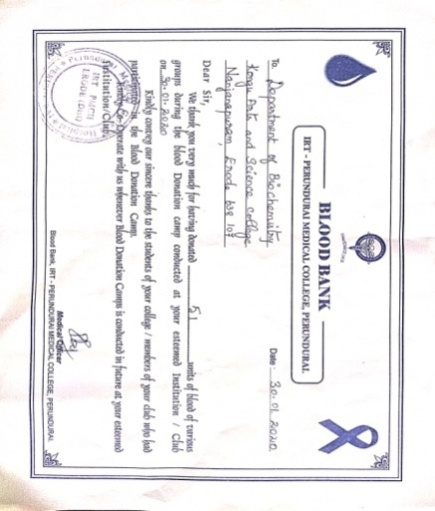 BLOOD BANK
IRT - PERUNDURAI MEDICAL COLLEGE, PERUNDURAI.
Date: 30.01.2020.
To Department of Biochemistry
Kongu Arts and Science College
Nanjanapuram, Erode 638 107
Dear Sir,
We thank you very much for having donated 51 units of blood of various
groups during the blood Donation camp conducted at your esteemed Institution / Club
on 30.01.2020
Kindly convey our sincere thanks to the students of your college / members of your club who had
participated in the Blood Donation Camp.
Kindly Co-Operate with us whenever Blood Donation Camps is conducted in future at your esteemed
Institution/Club.
Medical Officer
Blood Bank, IRT - PERUNDURAI MEDICAL COLLEGE, PERUNDURAI